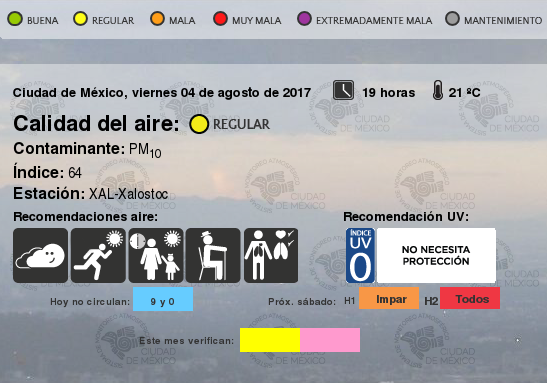 BUENA REGULAR MALA MUY MALA EXTREMADAMENTE MALA MANTENIMIENTO
Ciudad de México, viernes 04 de agosto de 2017 19 horas 21 ºC
Calidad del aire: REGULAR
Contaminante: PM10
Índice: 64
Estación: XAL-Xalostoc
Recomendaciones aire: Recomendación UV:
ÍNDICE
UV
0
NO NECESITA
PROTECCIÓN
Hoy no circulan: 9 y 0 Próx. sábado: H1 Impar H2 Todos
Este mes verifican:
CIUDAD
DE MÉXICO